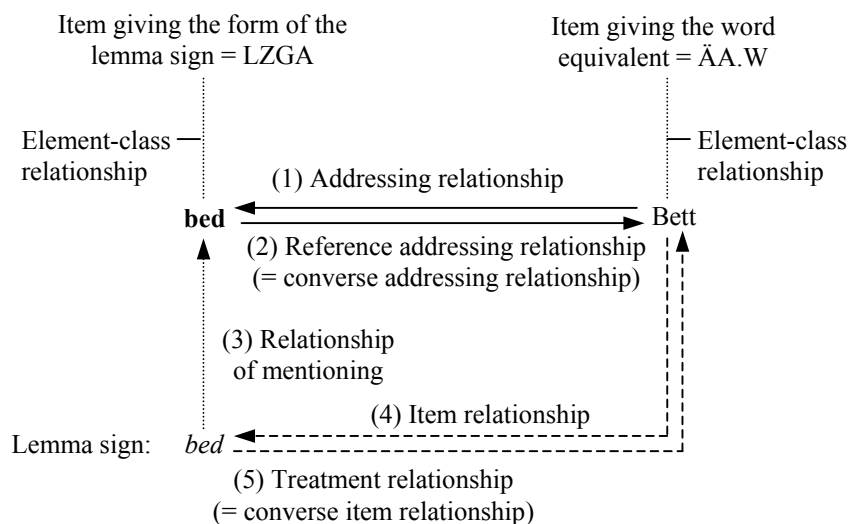 Item giving the form of the
lemma sign = LZGA
Item giving the word
equivalent = ÄA.W
Element-class
relationship
Element-class
relationship
(1) Addressing relationship
bed
Bett
(2) Reference addressing relationship
(= converse addressing relationship)
(3) Relationship
of mentioning
(4) Item relationship
Lemma sign: bed
(5) Treatment relationship
(= converse item relationship)